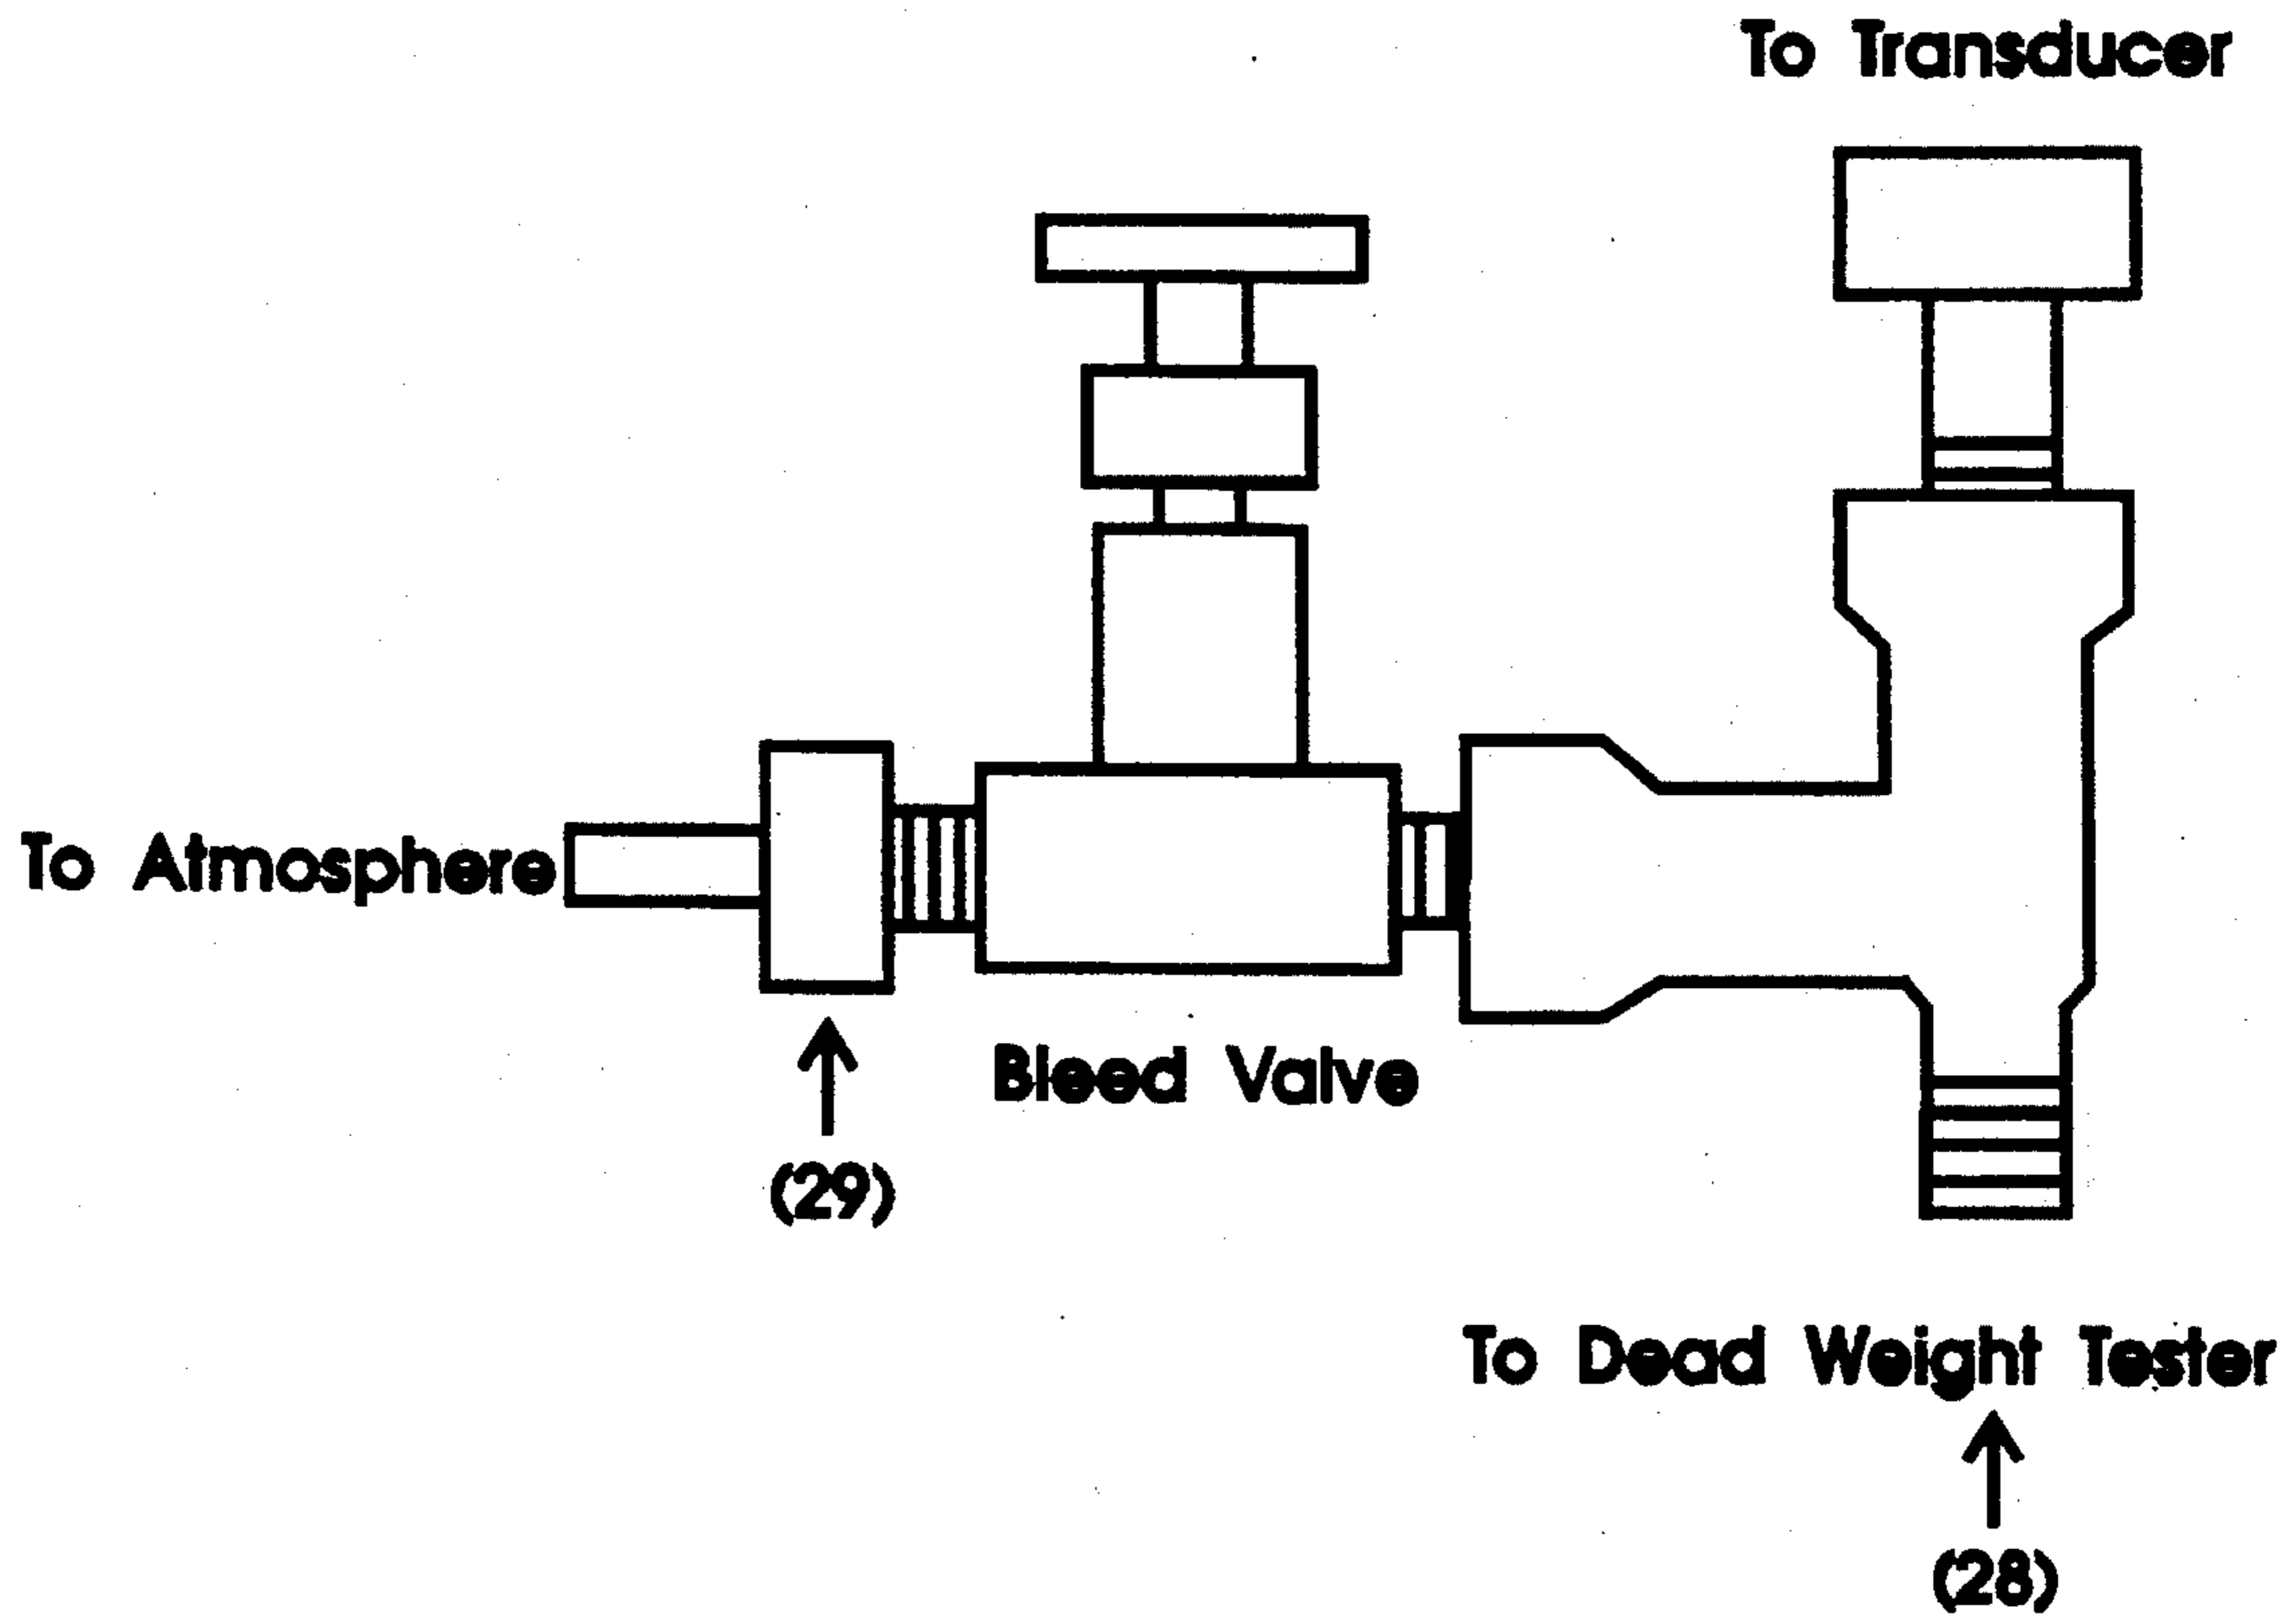 To Transducer
To Atmosphere
Bleed Valve
(29)
To Dead Weight Tester
(28)